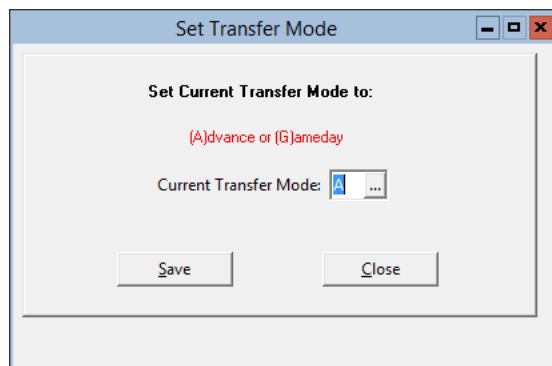 Set Transfer Mode
Set Current Transfer Mode to:
(A)dvance or (G)ameday
Current Transfer Mode: A ...
Save Close